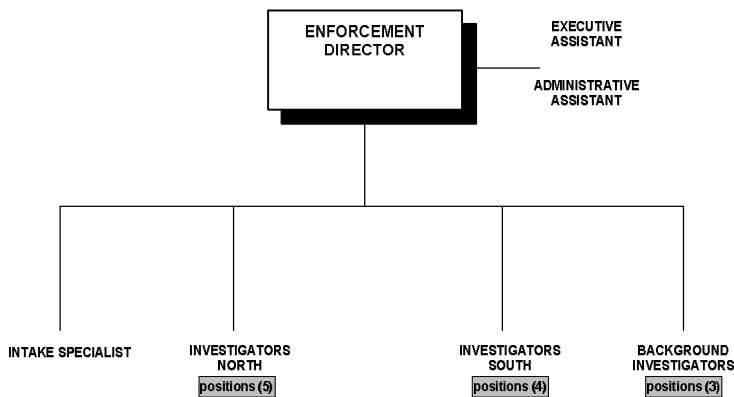 ENFORCEMENT
DIRECTOR
EXECUTIVE
ASSISTANT
ADMINISTRATIVE
ASSISTANT
INTAKE SPECIALIST
INVESTIGATORS
NORTH
positions (5)
INVESTIGATORS
SOUTH
positions (4)
BACKGROUND
INVESTIGATORS
positions (3)